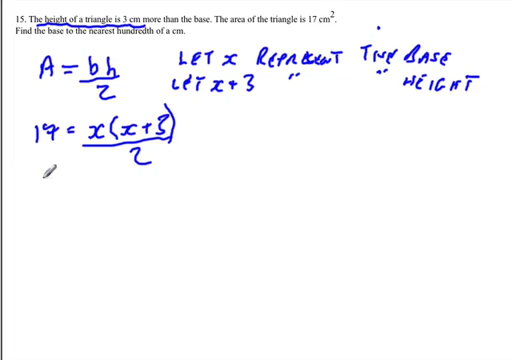 15. The height of a triangle is 3 cm more than the base. The area of the triangle is 17 cm².
Find the base to the nearest hundredth of a cm.
A = bh/2 LET x REPRESENT THE BASE
LET x + 3 " " HEIGHT
17 = x(x+3)/2